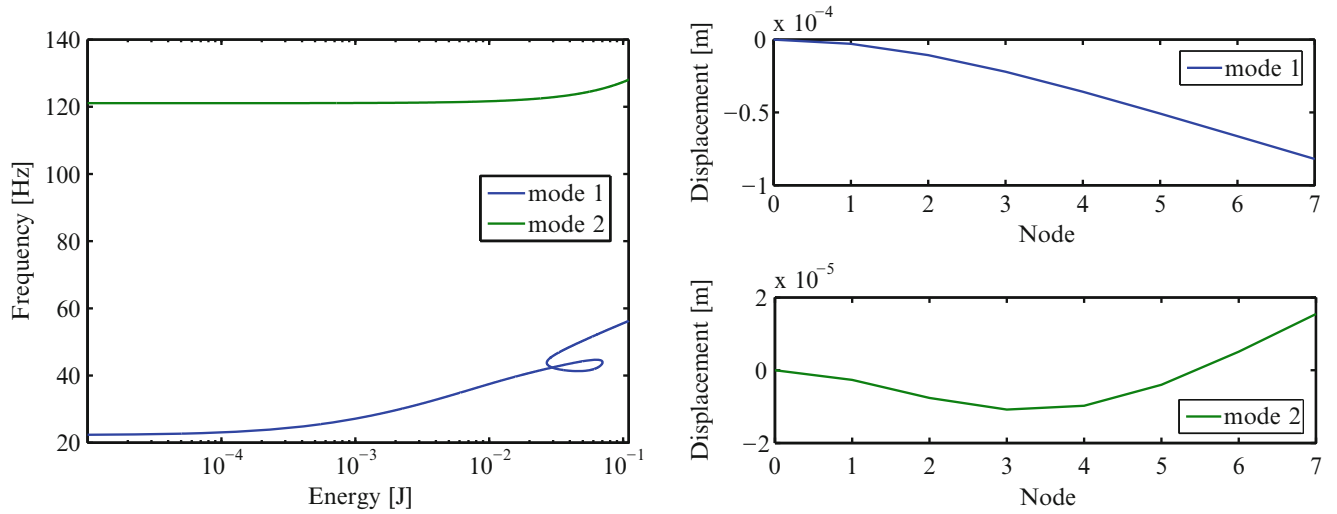 140
120
100
80
60
40
20
Frequency [Hz]
10⁻⁴
10⁻³
10⁻²
10⁻¹
Energy [J]
mode 1
mode 2
x 10⁻⁴
0
−0.5
−1
Displacement [m]
mode 1
0 1 2 3 4 5 6 7
Node
x 10⁻⁵
2
0
−2
Displacement [m]
mode 2
0 1 2 3 4 5 6 7
Node